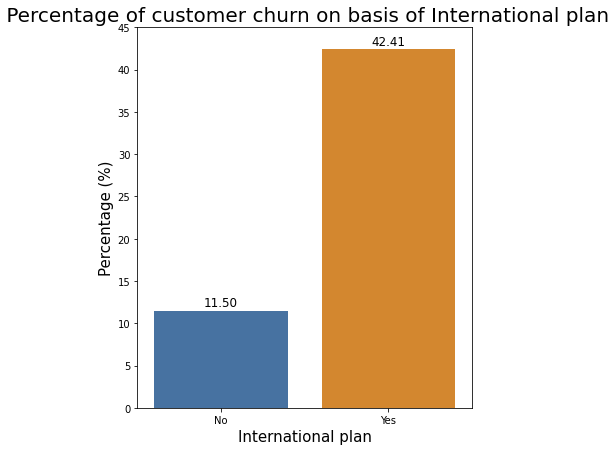 Percentage of customer churn on basis of International plan
45
40
35
30
25
20
15
10
5
0
Percentage (%)
11.50
42.41
No
Yes
International plan